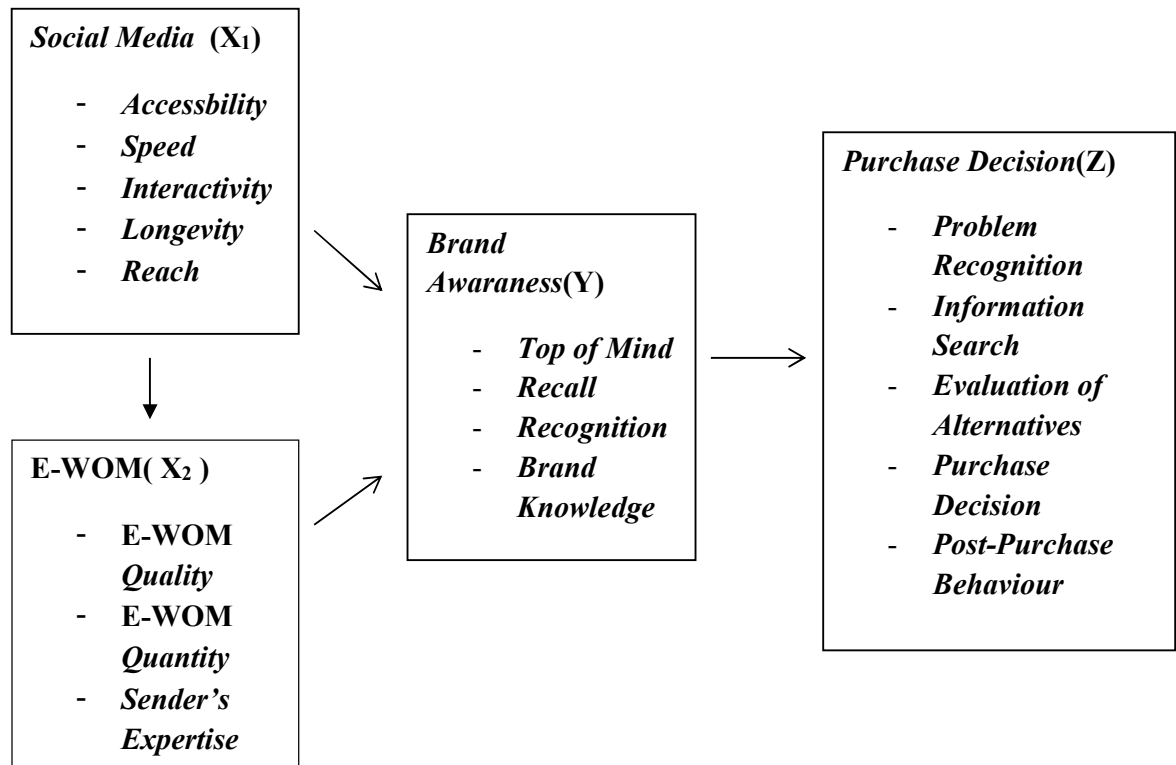 Social Media (X₁)
- Accessbility
- Speed
- Interactivity
- Longevity
- Reach
E-WOM( X₂ )
- E-WOM
Quality
- E-WOM
Quantity
- Sender’s
Expertise
Brand
Awaraness(Y)
- Top of Mind
- Recall
- Recognition
- Brand
Knowledge
Purchase Decision(Z)
- Problem
Recognition
- Information
Search
- Evaluation of
Alternatives
- Purchase
Decision
- Post-Purchase
Behaviour